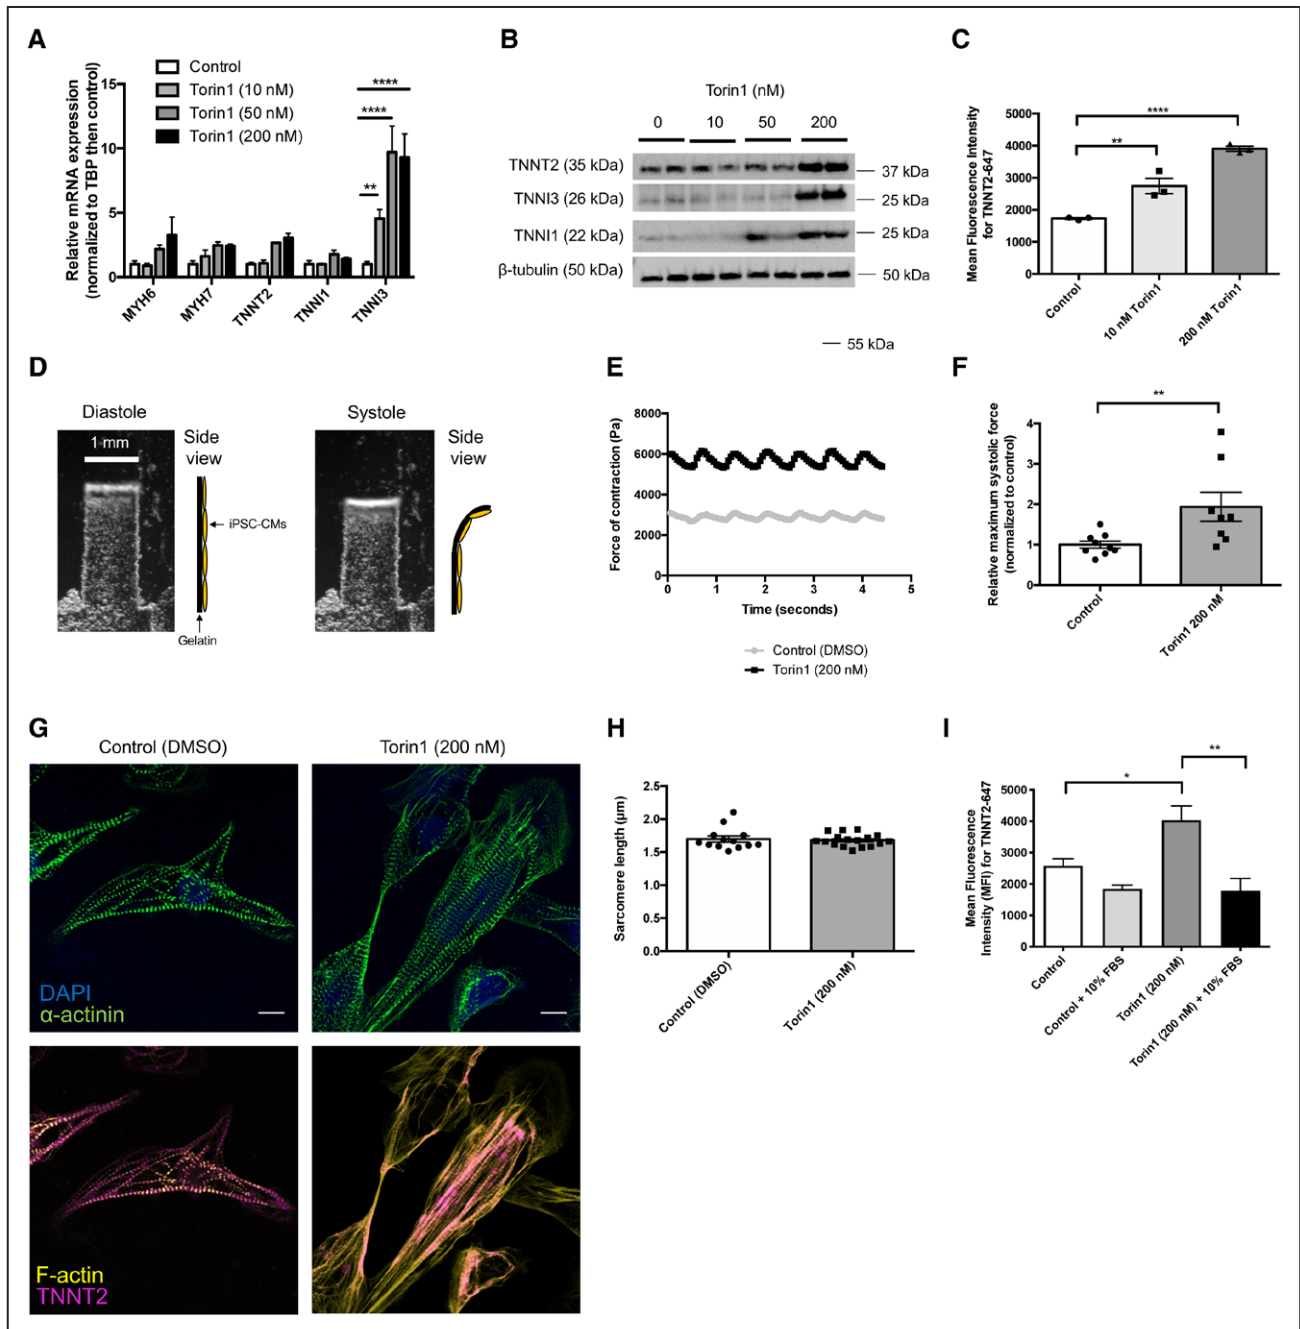 A
Control
Torin1 (10 nM)
Torin1 (50 nM)
Torin1 (200 nM)
Relative mRNA expression
(normalized to TBP then control)
15
10
5
0
**
****
****
MYH6
MYH7
TNNT2
TNNI1
TNNI3
B
Torin1 (nM)
0 10 50 200
TNNT2 (35 kDa)
37 kDa
TNNI3 (26 kDa)
25 kDa
TNNI1 (22 kDa)
25 kDa
β-tubulin (50 kDa)
50 kDa
55 kDa
C
Mean Fluorescence Intensity
for TNNT2-647
5000
4000
3000
2000
1000
0
****
**
Control
10 nM Torin1
200 nM Torin1
D
Diastole
1 mm
Side
view
iPSC-CMs
Gelatin
Systole
Side
view
E
Force of contraction (Pa)
8000
6000
4000
2000
0
0 1 2 3 4 5
Time (seconds)
Control (DMSO)
Torin1 (200 nM)
F
Relative maximum systolic force
(normalized to control)
4
3
2
1
0
**
Control
Torin1 200 nM
G
Control (DMSO)
Torin1 (200 nM)
DAPI
α-actinin
F-actin
TNNT2
H
Sarcomere length (μm)
2.5
2.0
1.5
1.0
0.5
0.0
Control (DMSO)
Torin1 (200 nM)
I
Mean Fluorescence
Intensity (MFI) for TNNT2-647
5000
4000
3000
2000
1000
0
*
**
Control
Control + 10% FBS
Torin1 (200 nM)
Torin1 (200 nM) + 10% FBS